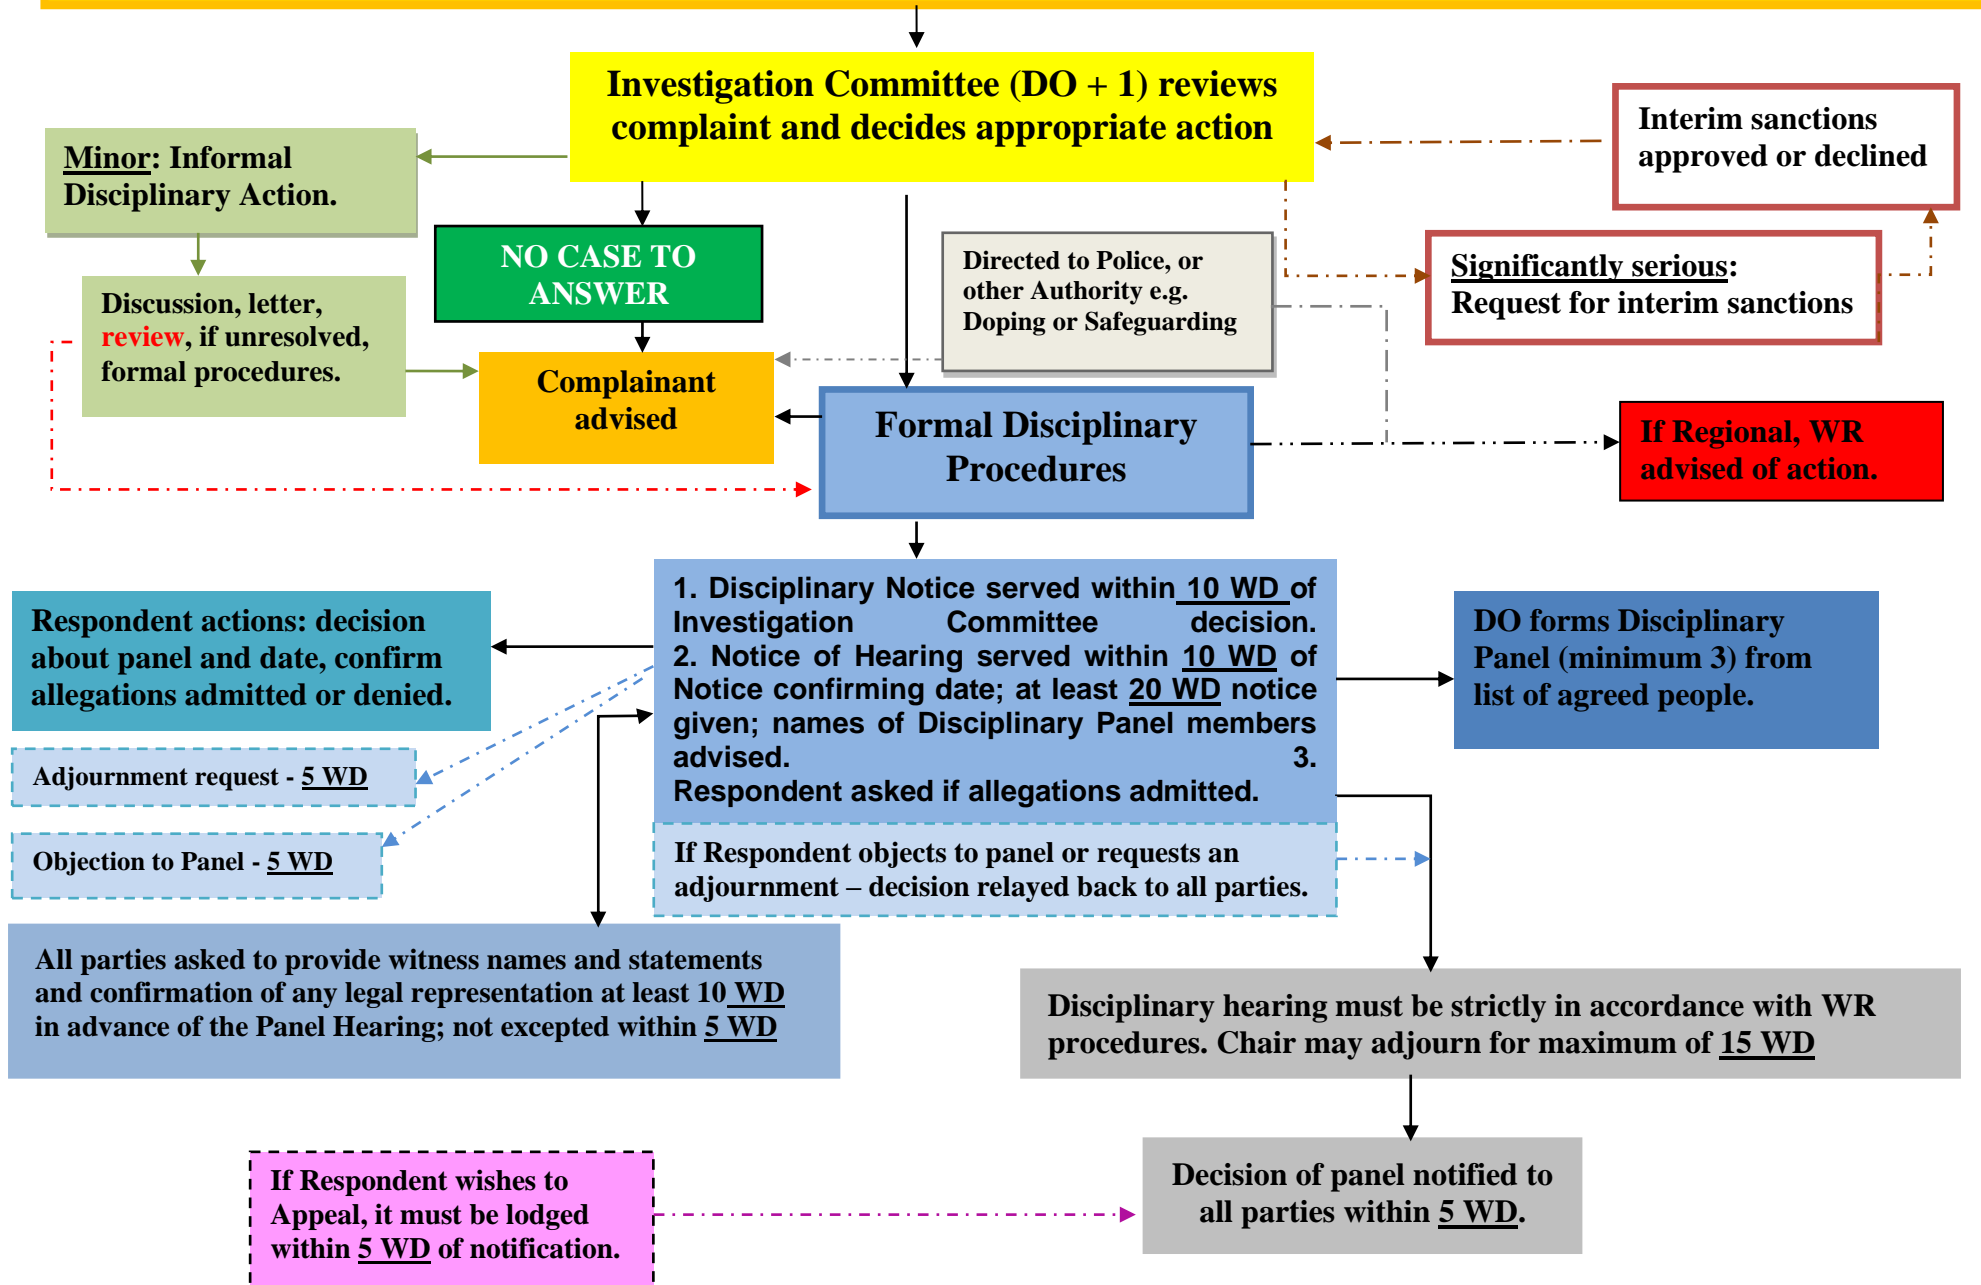 Investigation Committee (DO + 1) reviews
complaint and decides appropriate action
Interim sanctions
approved or declined
Minor: Informal
Disciplinary Action.
NO CASE TO
ANSWER
Directed to Police, or
other Authority e.g.
Doping or Safeguarding
Significantly serious:
Request for interim sanctions
Discussion, letter,
review, if unresolved,
formal procedures.
Complainant
advised
Formal Disciplinary
Procedures
If Regional, WR
advised of action.
Respondent actions: decision
about panel and date, confirm
allegations admitted or denied.
1. Disciplinary Notice served within 10 WD of
Investigation Committee decision.
2. Notice of Hearing served within 10 WD of
Notice confirming date; at least 20 WD notice
given; names of Disciplinary Panel members
advised. 3.
Respondent asked if allegations admitted.
DO forms Disciplinary
Panel (minimum 3) from
list of agreed people.
Adjournment request - 5 WD
Objection to Panel - 5 WD
If Respondent objects to panel or requests an
adjournment – decision relayed back to all parties.
All parties asked to provide witness names and statements
and confirmation of any legal representation at least 10 WD
in advance of the Panel Hearing; not excepted within 5 WD
Disciplinary hearing must be strictly in accordance with WR
procedures. Chair may adjourn for maximum of 15 WD
If Respondent wishes to
Appeal, it must be lodged
within 5 WD of notification.
Decision of panel notified to
all parties within 5 WD.